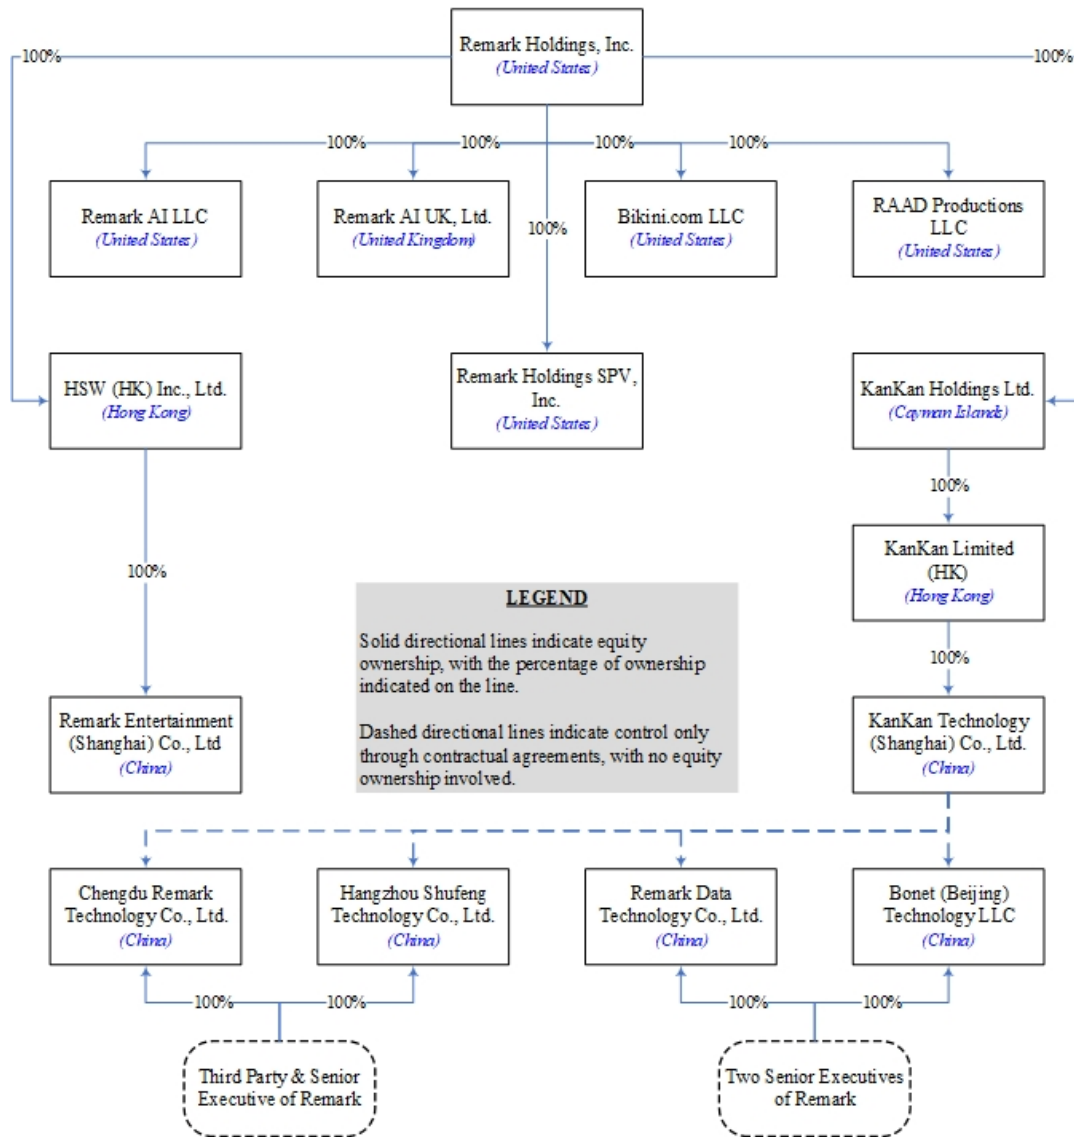 Remark Holdings, Inc.
(United States)
100%
100%
100%
100%
100%
100%
Remark AI LLC
(United States)
Remark AI UK, Ltd.
(United Kingdom)
100%
Bikini.com LLC
(United States)
RAAD Productions
LLC
(United States)
HSW (HK) Inc., Ltd.
(Hong Kong)
Remark Holdings SPV,
Inc.
(United States)
KanKan Holdings Ltd.
(Cayman Islands)
100%
KanKan Limited
(HK)
(Hong Kong)
100%
100%
LEGEND
Solid directional lines indicate equity
ownership, with the percentage of ownership
indicated on the line.
Dashed directional lines indicate control only
through contractual agreements, with no equity
ownership involved.
Remark Entertainment
(Shanghai) Co., Ltd
(China)
KanKan Technology
(Shanghai) Co., Ltd.
(China)
Chengdu Remark
Technology Co., Ltd.
(China)
Hangzhou Shufeng
Technology Co., Ltd.
(China)
Remark Data
Technology Co., Ltd.
(China)
Bonet (Beijing)
Technology LLC
(China)
100%
100%
100%
100%
Third Party & Senior
Executive of Remark
Two Senior Executives
of Remark